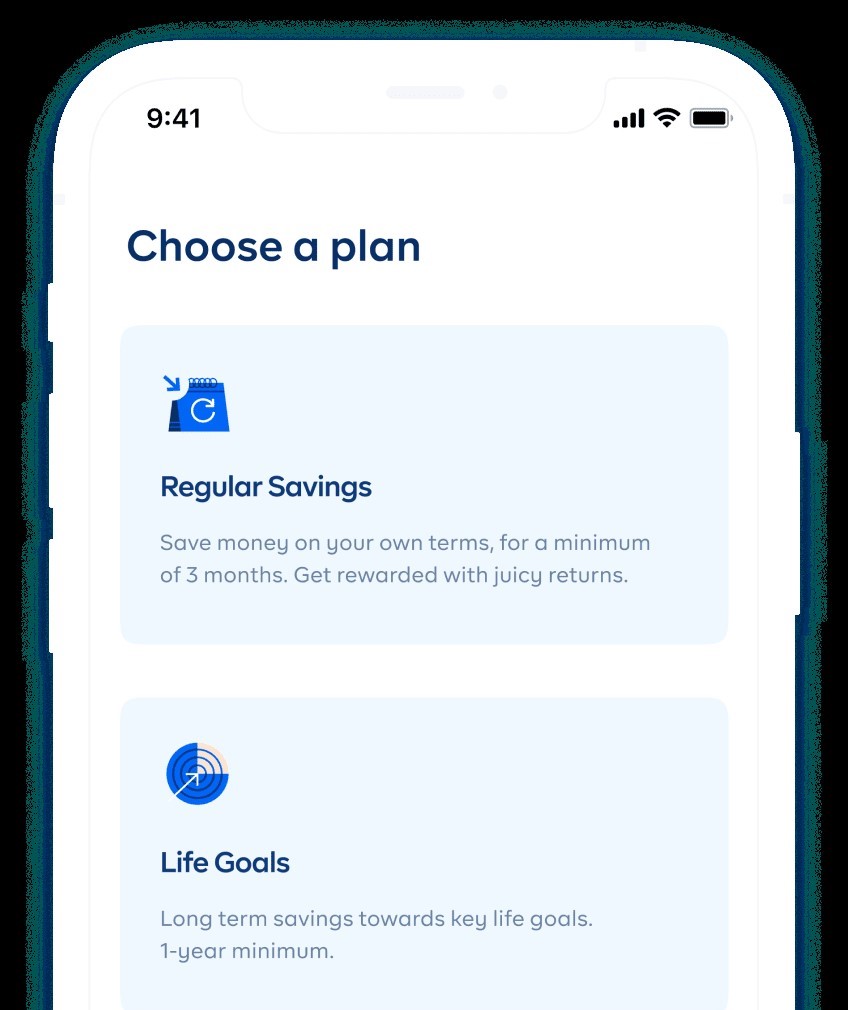 9:41
Choose a plan
Regular Savings
Save money on your own terms, for a minimum
of 3 months. Get rewarded with juicy returns.
Life Goals
Long term savings towards key life goals.
1-year minimum.